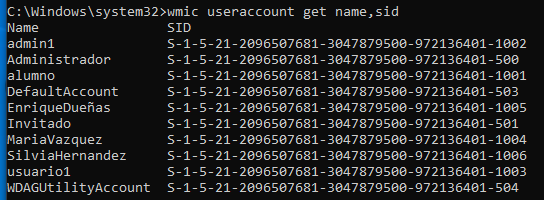 C:\Windows\system32>wmic useraccount get name,sid
Name SID
admin1 S-1-5-21-2096507681-3047879500-972136401-1002
Administrador S-1-5-21-2096507681-3047879500-972136401-500
alumno S-1-5-21-2096507681-3047879500-972136401-1001
DefaultAccount S-1-5-21-2096507681-3047879500-972136401-503
EnriqueDueñas S-1-5-21-2096507681-3047879500-972136401-1005
Invitado S-1-5-21-2096507681-3047879500-972136401-501
MariaVazquez S-1-5-21-2096507681-3047879500-972136401-1004
SilviaHernandez S-1-5-21-2096507681-3047879500-972136401-1006
usuario1 S-1-5-21-2096507681-3047879500-972136401-1003
WDAGUtilityAccount S-1-5-21-2096507681-3047879500-972136401-504